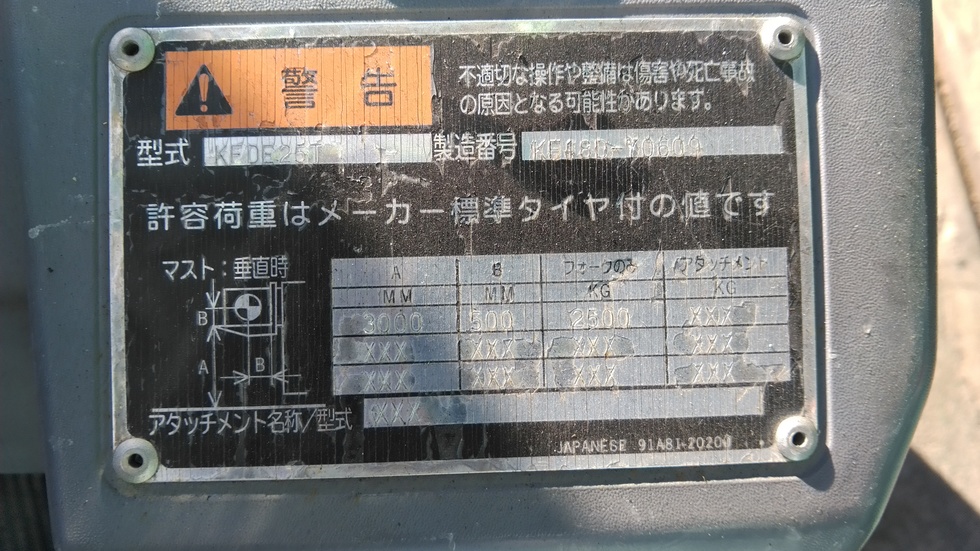 警告
不適切な操作や整備は傷害や死亡事故
の原因となる可能性があります。
型式 KFDE25T
製造番号
許容荷重はメーカー標準タイヤ付の値です
マスト:垂直時
A B フォークのみ /アタッチメント
MM MM KG KG
3000 500 2500 XXX
XXX XXX XXX XXX
XXX XXX XXX XXX
B
A B
アタッチメント名称/型式 XXX
JAPANESE 91A81-20200